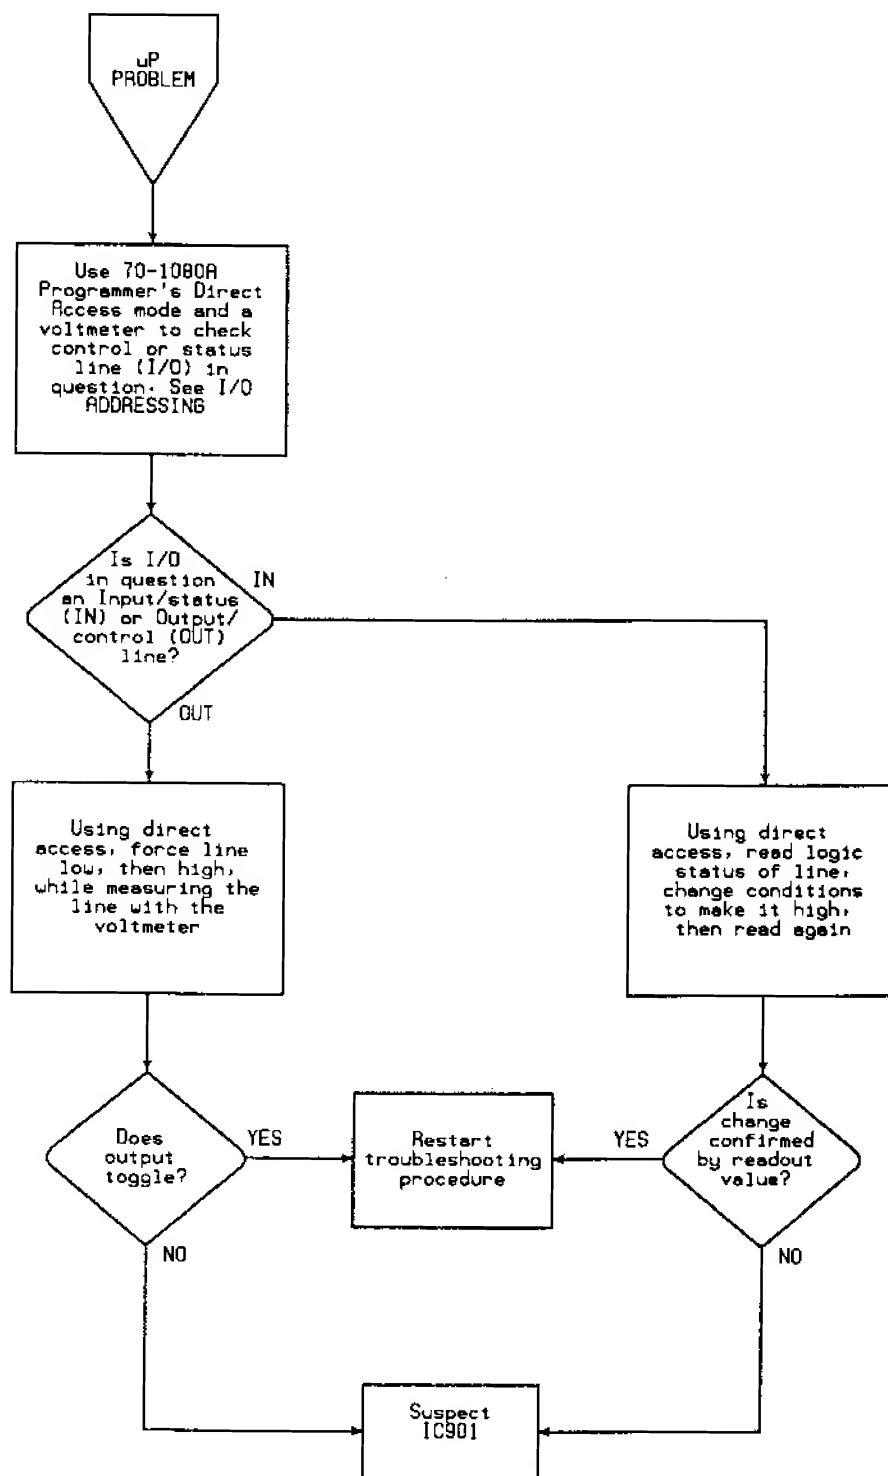 uP
PROBLEM
Use 70-1080A
Programmer's Direct
Access mode and a
voltmeter to check
control or status
line (I/O) in
question. See I/O
ADDRESSING
Is I/O
in question
an Input/status
(IN) or Output/
control (OUT)
line?
IN
OUT
Using direct
access, force line
low, then high,
while measuring the
line with the
voltmeter
Using direct
access, read logic
status of line,
change conditions
to make it high,
then read again
Does
output
toggle?
YES
NO
Restart
troubleshooting
procedure
Is
change
confirmed
by readout
value?
YES
NO
Suspect
IC901